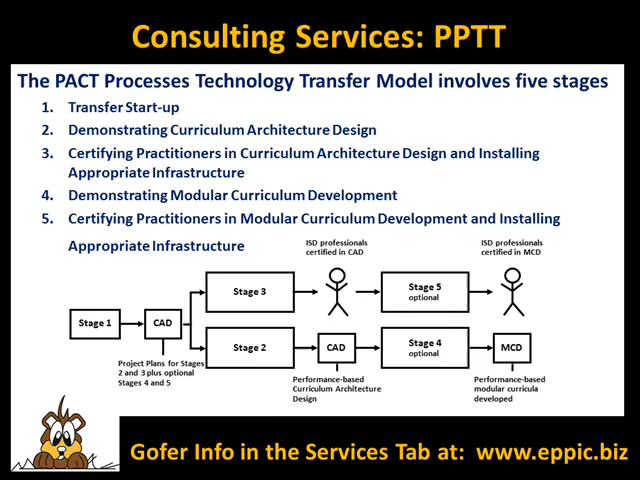 Consulting Services: PPTT
The PACT Processes Technology Transfer Model involves five stages
1. Transfer Start-up
2. Demonstrating Curriculum Architecture Design
3. Certifying Practitioners in Curriculum Architecture Design and Installing
Appropriate Infrastructure
4. Demonstrating Modular Curriculum Development
5. Certifying Practitioners in Modular Curriculum Development and Installing
Appropriate Infrastructure
ISD professionals
certified in CAD
ISD professionals
certified in MCD
Stage 3
Stage 5
optional
Stage 1
CAD
Stage 2
CAD
Stage 4
optional
MCD
Project Plans for Stages
2 and 3 plus optional
Stages 4 and 5
Performance-based
Curriculum Architecture
Design
Performance-based
modular curricula
developed
Gofer Info in the Services Tab at: www.eppic.biz